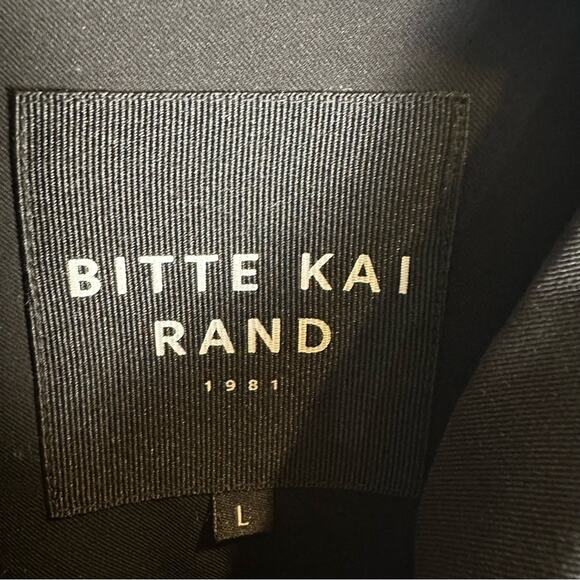 BITTE KAI
RAND
1981
L